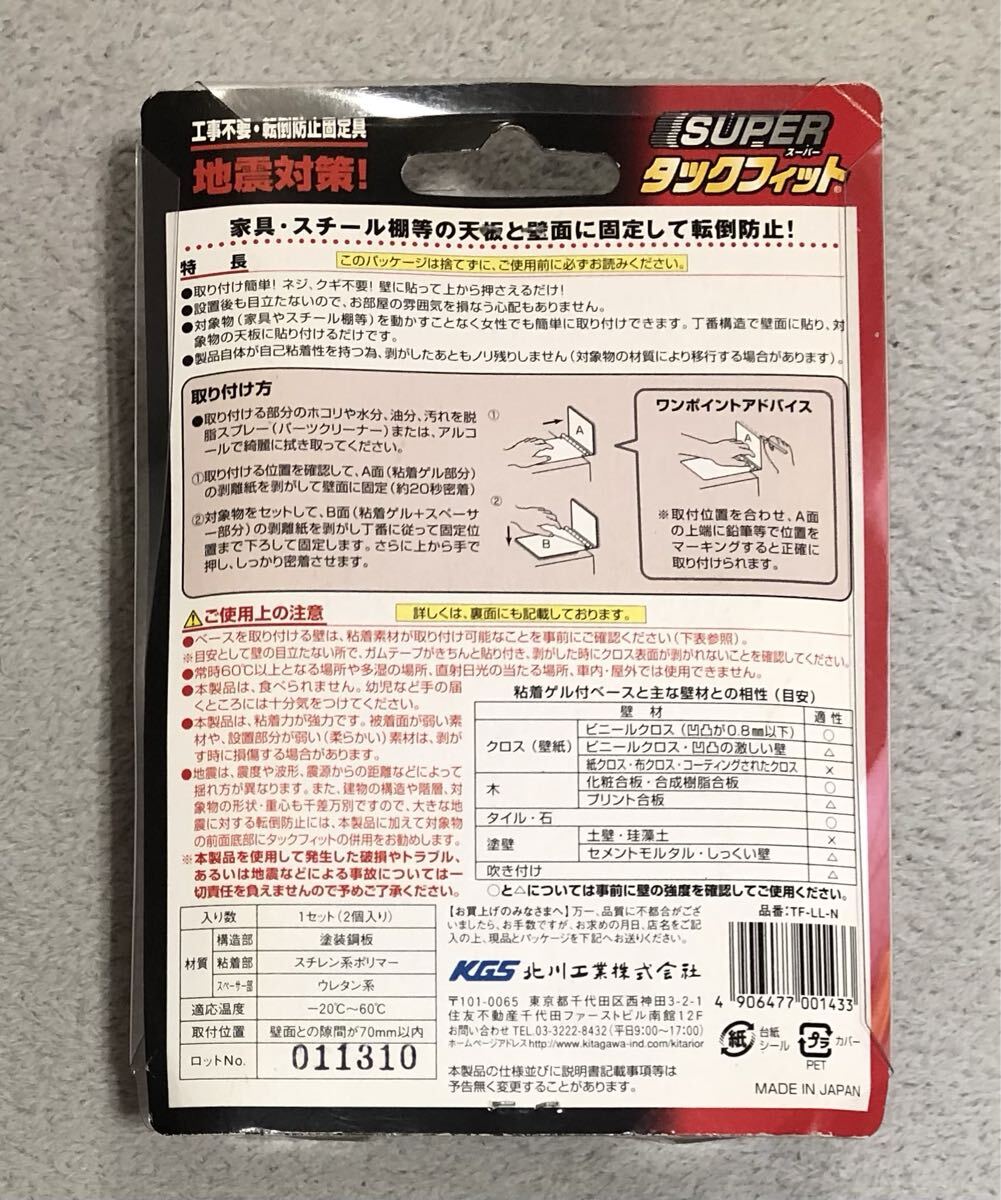 工事不要・転倒防止固定具
地震対策!
SUPER
スーパー
タックフィット®
家具・スチール棚等の天板と壁面に固定して転倒防止!
特長
このパッケージは捨てずに、ご使用前に必ずお読みください。
●取り付け簡単! ネジ、クギ不要! 壁に貼って上から押さえるだけ!
●設置後も目立たないので、お部屋の雰囲気を損なう心配もありません。
●対象物(家具やスチール棚等)を動かすことなく女性でも簡単に取り付けできます。丁番構造で壁面に貼り、対
象物の天板に貼り付けるだけです。
●製品自体が自己粘着性を持つ為、剥がしたあともノリ残りしません(対象物の材質により移行する場合があります)。
取り付け方
●取り付ける部分のホコリや水分、油分、汚れを脱
脂スプレー(パーツクリーナー)または、アルコ
ールで綺麗に拭き取ってください。
①取り付ける位置を確認して、A面(粘着ゲル部分)
の剥離紙を剥がして壁面に固定(約20秒密着)
②対象物をセットして、B面(粘着ゲル+スペーサ
ー部分)の剥離紙を剥がし丁番に従って固定位
置まで下ろして固定します。さらに上から手で
押し、しっかり密着させます。
①
A
②
B
ワンポイントアドバイス
A
※取付位置を合わせ、A面
の上端に鉛筆等で位置を
マーキングすると正確に
取り付けられます。
⚠ご使用上の注意
詳しくは、裏面にも記載しております。
●ベースを取り付ける壁は、粘着素材が取り付け可能なことを事前にご確認ください(下表参照)。
※目安として壁の目立たない所で、ガムテープがきちんと貼り付き、剥がした時にクロス表面が剥がれないことを確認してください。
●常時60℃以上となる場所や多湿の場所、直射日光の当たる場所、車内・屋外では使用できません。
●本製品は、食べられません。幼児など手の届
くところには十分気をつけてください。
●本製品は、粘着力が強力です。被着面が弱い素
材や、設置部分が弱い(柔らかい)素材は、剥が
す時に損傷する場合があります。
●地震は、震度や波形、震源からの距離などによって
揺れ方が異なります。また、建物の構造や階層、対
象物の形状・重心も千差万別ですので、大きな地
震に対する転倒防止には、本製品に加えて対象物
の前面底部にタックフィットの併用をお勧めします。
※本製品を使用して発生した破損やトラブル、
あるいは地震などによる事故については一
切責任を負えませんので予めご了承ください。
粘着ゲル付ベースと主な壁材との相性(目安)
壁材 適性
クロス(壁紙) ビニールクロス(凹凸が0.8㎜以下) ○
ビニールクロス・凹凸の激しい壁 △
紙クロス・布クロス・コーティングされたクロス ×
木 化粧合板・合成樹脂合板 ○
プリント合板 △
タイル・石 ○
塗壁 土壁・珪藻土 ×
セメントモルタル・しっくい壁 △
吹き付け △
○と△については事前に壁の強度を確認してご使用ください。
入り数 1セット(2個入り)
材質 構造部 塗装鋼板
粘着部 スチレン系ポリマー
スペーサー部 ウレタン系
適応温度 −20℃〜60℃
取付位置 壁面との隙間が70mm以内
ロットNo. 011310
【お買上げのみなさまへ】万一、品質に不都合がござ
いましたら、お手数ですが、お求めの月日、店名をご記
入の上、現品とパッケージを下記へお送りください。
品番:TF-LL-N
KGS 北川工業株式会社
〒101-0065 東京都千代田区西神田3-2-1
住友不動産千代田ファーストビル南館12F
お問い合わせ TEL.03-3222-8432(平日9:00〜17:00)
ホームページアドレスhttp://www.kitagawa-ind.com/kitarior
本製品の仕様並びに説明書記載事項等は
予告無く変更することがあります。
4 906477 001433
紙 台紙
シール
プラ カバー
PET
MADE IN JAPAN